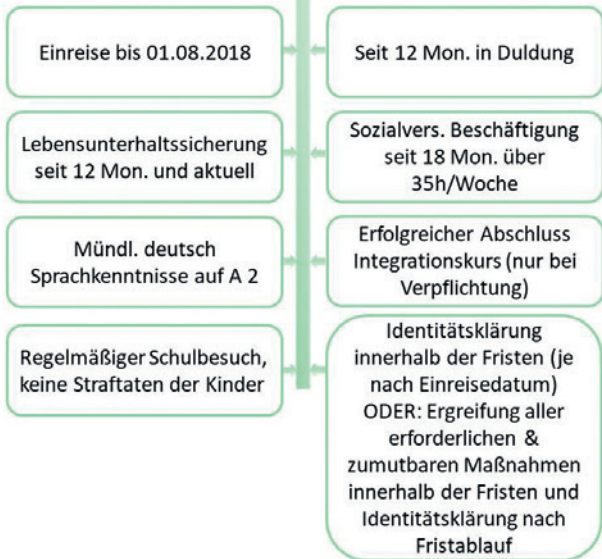 Einreise bis 01.08.2018
Seit 12 Mon. in Duldung
Lebensunterhaltssicherung
seit 12 Mon. und aktuell
Sozialvers. Beschäftigung
seit 18 Mon. über
35h/Woche
Mündl. deutsch
Sprachkenntnisse auf A 2
Erfolgreicher Abschluss
Integrationskurs (nur bei
Verpflichtung)
Regelmäßiger Schulbesuch,
keine Straftaten der Kinder
Identitätsklärung
innerhalb der Fristen (je
nach Einreisedatum)
ODER: Ergreifung aller
erforderlichen &
zumutbaren Maßnahmen
innerhalb der Fristen und
Identitätsklärung nach
Fristablauf